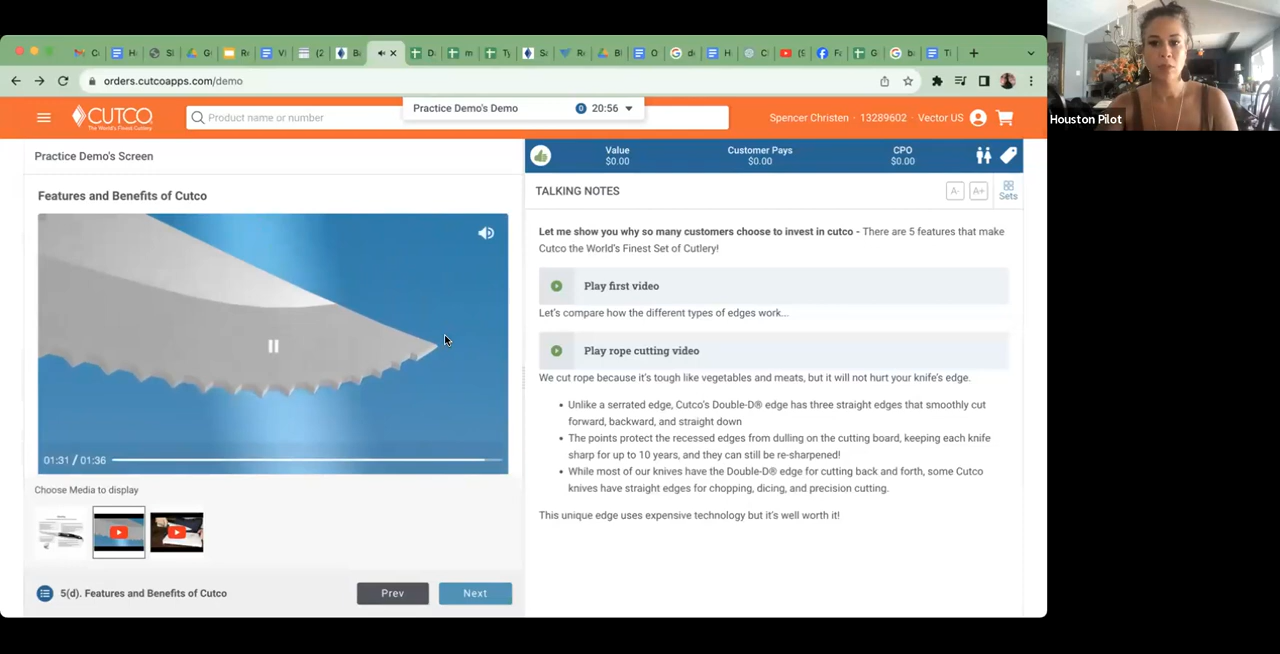 orders.cutcoapps.com/demo
CUTCO
The World's Finest Cutlery
Product name or number
Practice Demo's Demo
0
20:56
Spencer Christen · 13289602 · Vector US
Houston Pilot
Practice Demo's Screen
Features and Benefits of Cutco
01:31 / 01:36
Choose Media to display
5(d). Features and Benefits of Cutco
Prev
Next
Value
$0.00
Customer Pays
$0.00
CPO
$0.00
TALKING NOTES
A-
A+
Sets
Let me show you why so many customers choose to invest in cutco - There are 5 features that make
Cutco the World's Finest Set of Cutlery!
Play first video
Let's compare how the different types of edges work...
Play rope cutting video
We cut rope because it's tough like vegetables and meats, but it will not hurt your knife's edge.
• Unlike a serrated edge, Cutco's Double-D® edge has three straight edges that smoothly cut
forward, backward, and straight down
• The points protect the recessed edges from dulling on the cutting board, keeping each knife
sharp for up to 10 years, and they can still be re-sharpened!
• While most of our knives have the Double-D® edge for cutting back and forth, some Cutco
knives have straight edges for chopping, dicing, and precision cutting.
This unique edge uses expensive technology but it's well worth it!